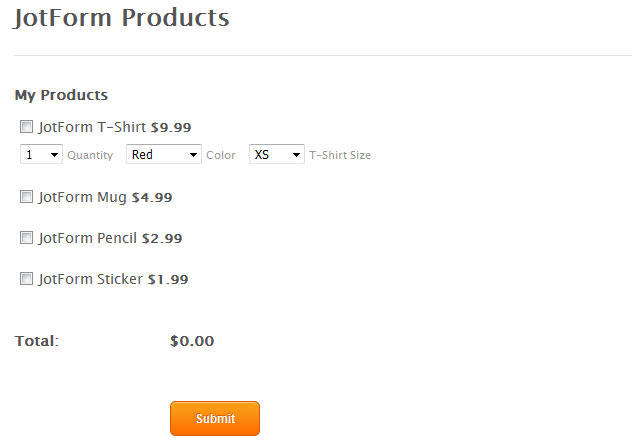 JotForm Products
My Products
JotForm T-Shirt $9.99
1 Quantity Red Color XS T-Shirt Size
JotForm Mug $4.99
JotForm Pencil $2.99
JotForm Sticker $1.99
Total: $0.00
Submit